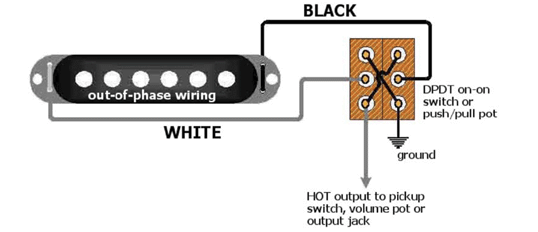 BLACK
out-of-phase wiring
WHITE
DPDT on-on
switch or
push/pull pot
ground
HOT output to pickup
switch, volume pot or
output jack